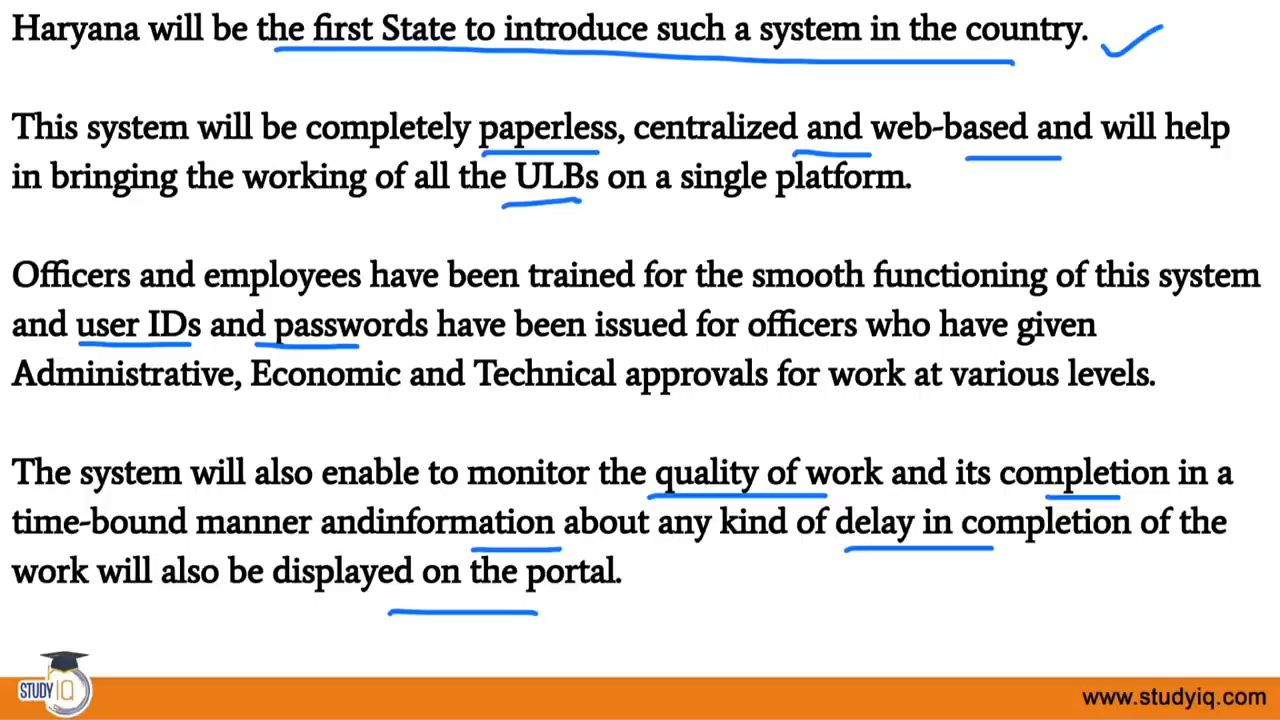 Haryana will be the first State to introduce such a system in the country.
This system will be completely paperless, centralized and web-based and will help
in bringing the working of all the ULBs on a single platform.
Officers and employees have been trained for the smooth functioning of this system
and user IDs and passwords have been issued for officers who have given
Administrative, Economic and Technical approvals for work at various levels.
The system will also enable to monitor the quality of work and its completion in a
time-bound manner andinformation about any kind of delay in completion of the
work will also be displayed on the portal.
STUDY IQ
www.studyiq.com